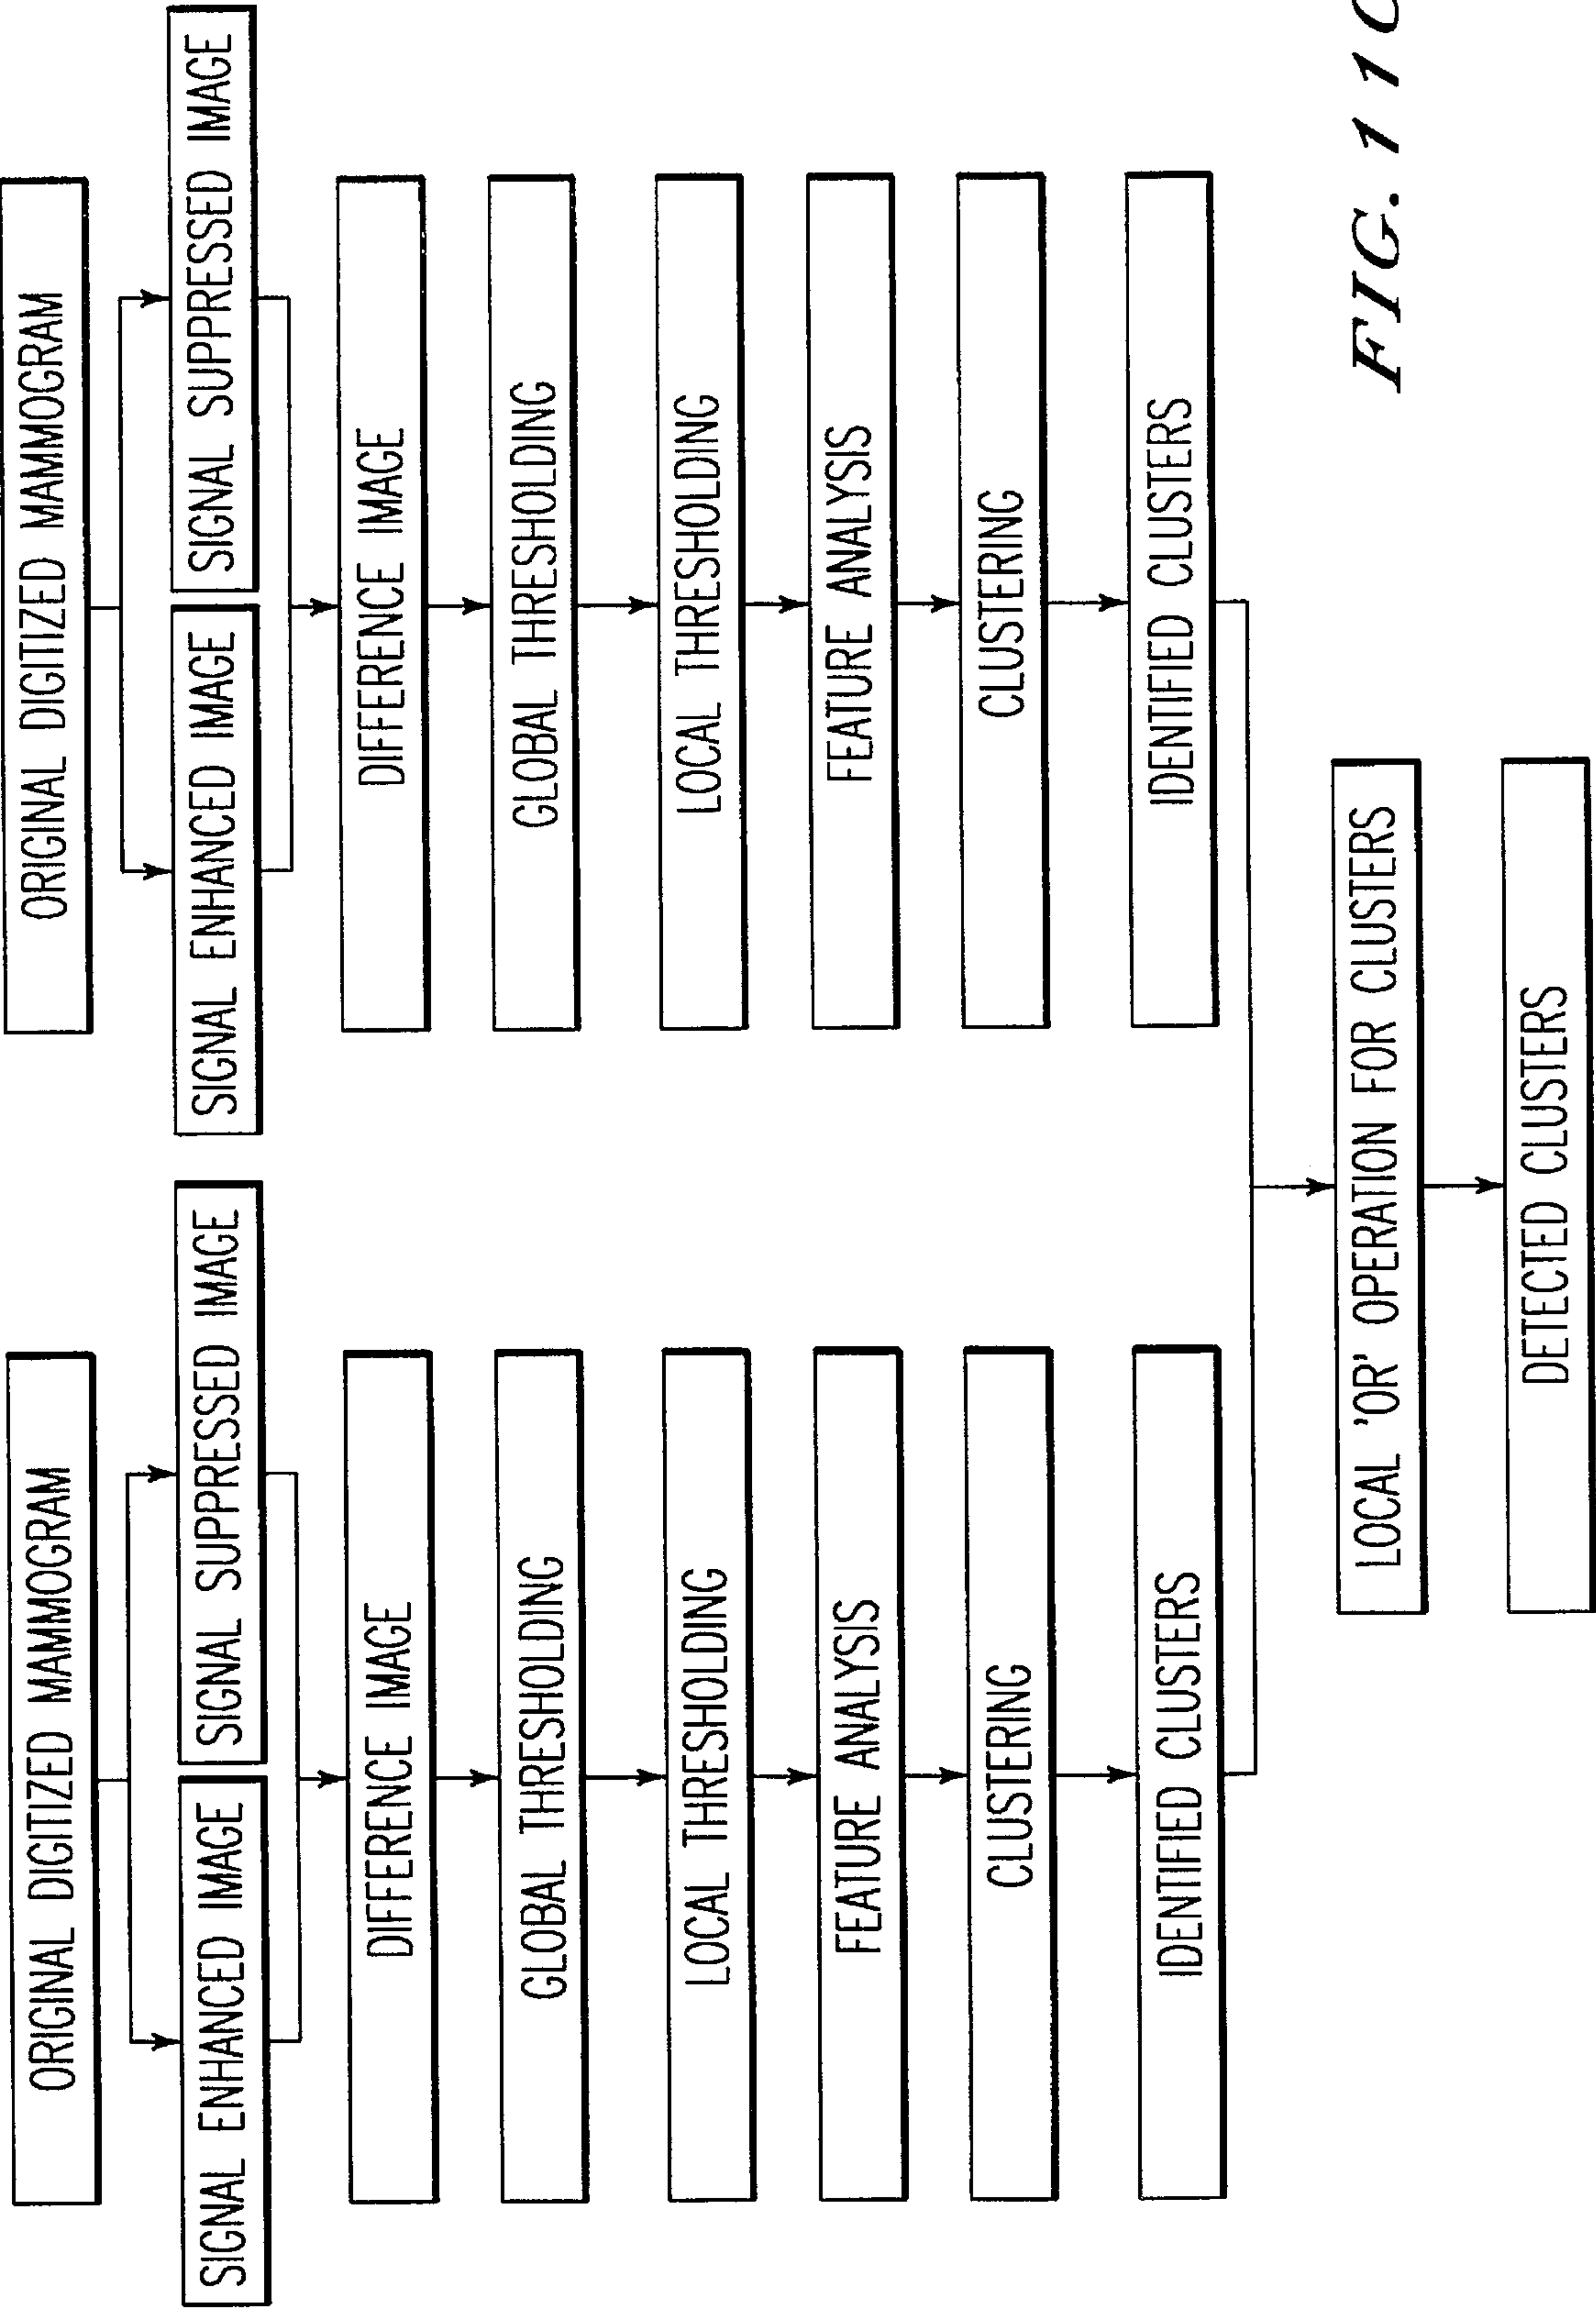 ORIGINAL DIGITIZED MAMMOGRAM
SIGNAL ENHANCED IMAGE
SIGNAL SUPPRESSED IMAGE
DIFFERENCE IMAGE
GLOBAL THRESHOLDING
LOCAL THRESHOLDING
FEATURE ANALYSIS
CLUSTERING
IDENTIFIED CLUSTERS
ORIGINAL DIGITIZED MAMMOGRAM
SIGNAL ENHANCED IMAGE
SIGNAL SUPPRESSED IMAGE
DIFFERENCE IMAGE
GLOBAL THRESHOLDING
LOCAL THRESHOLDING
FEATURE ANALYSIS
CLUSTERING
IDENTIFIED CLUSTERS
LOCAL 'OR' OPERATION FOR CLUSTERS
DETECTED CLUSTERS
FIG.